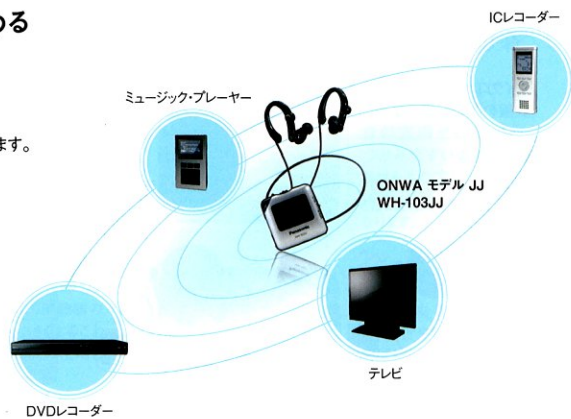 める
ICレコーダー
ミュージック・プレーヤー
ます。
ONWA モデル JJ
WH-103JJ
Panasonic
テレビ
DVDレコーダー